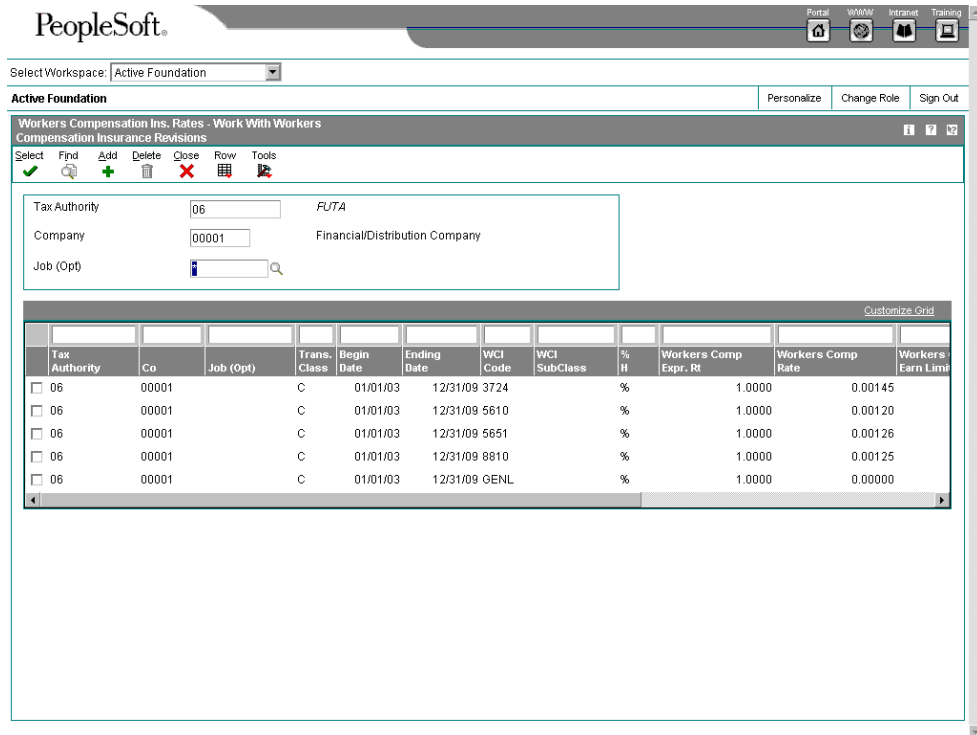 PeopleSoft.
Portal WWW Intranet Training
Select Workspace: Active Foundation
Active Foundation Personalize Change Role Sign Out
Workers Compensation Ins. Rates - Work With Workers
Compensation Insurance Revisions
Select Find Add Delete Close Row Tools
Tax Authority 06 FUTA
Company 00001 Financial/Distribution Company
Job (Opt) *
Customize Grid
Tax Trans. Begin Ending WCI WCI % Workers Comp Workers Comp Workers
Authority Co Job (Opt) Class Date Date Code SubClass H Expr. Rt Rate Earn Limi
06 00001 C 01/01/03 12/31/09 3724 % 1.0000 0.00145
06 00001 C 01/01/03 12/31/09 5610 % 1.0000 0.00120
06 00001 C 01/01/03 12/31/09 5651 % 1.0000 0.00126
06 00001 C 01/01/03 12/31/09 8810 % 1.0000 0.00125
06 00001 C 01/01/03 12/31/09 GENL % 1.0000 0.00000